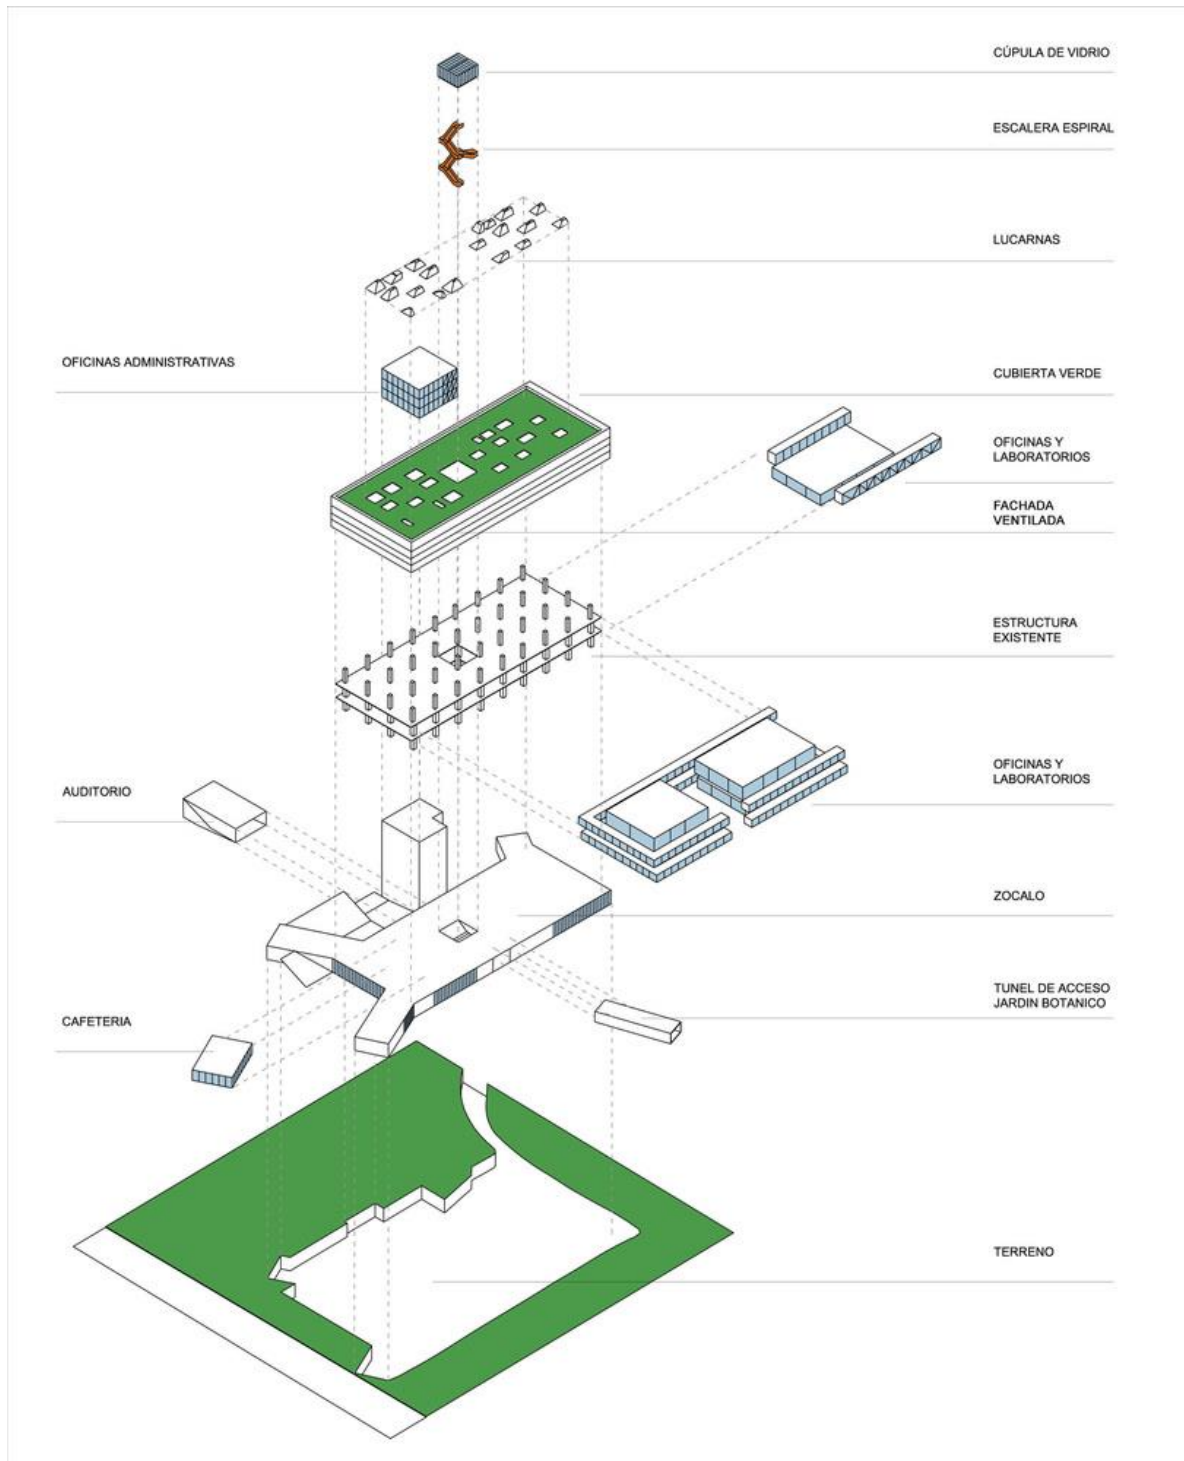 CÚPULA DE VIDRIO
ESCALERA ESPIRAL
LUCARNAS
OFICINAS ADMINISTRATIVAS
CUBIERTA VERDE
OFICINAS Y
LABORATORIOS
FACHADA
VENTILADA
ESTRUCTURA
EXISTENTE
OFICINAS Y
LABORATORIOS
AUDITORIO
ZOCALO
TUNEL DE ACCESO
JARDIN BOTANICO
CAFETERIA
TERRENO